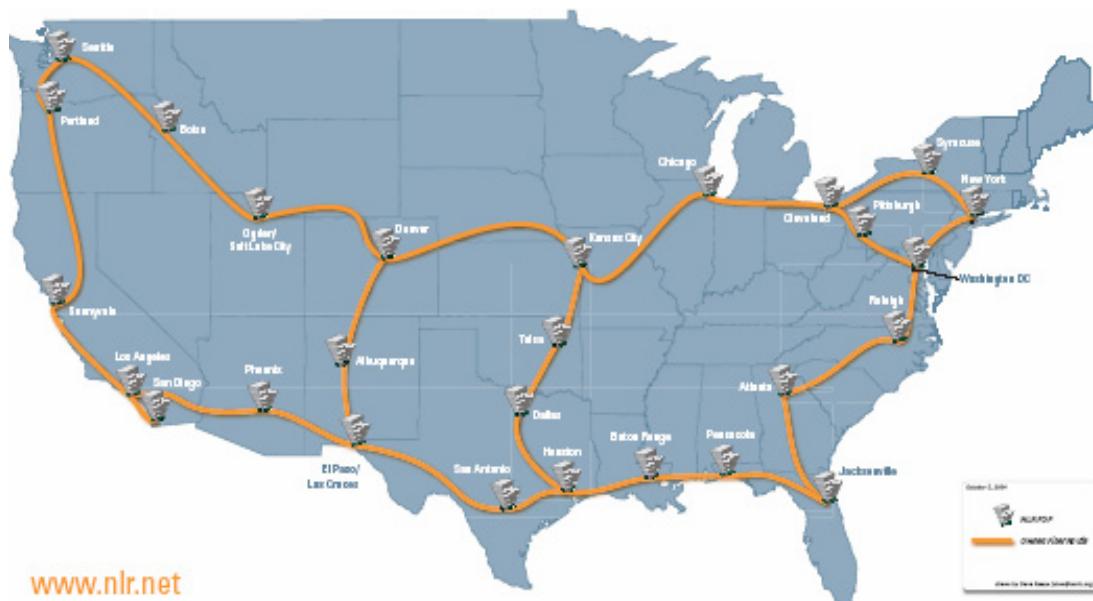 Seattle
Portland
Boise
Syracuse
Chicago
New York
Cleveland
Pittsburgh
Ogden/
Salt Lake City
Denver
Kansas City
Washington DC
Sunnyvale
Raleigh
Los Angeles
San Diego
Phoenix
Albuquerque
Tulsa
Atlanta
Dallas
El Paso/
Las Cruces
San Antonio
Houston
Baton Rouge
Pensacola
Jacksonville
NLR POP
www.nlr.net